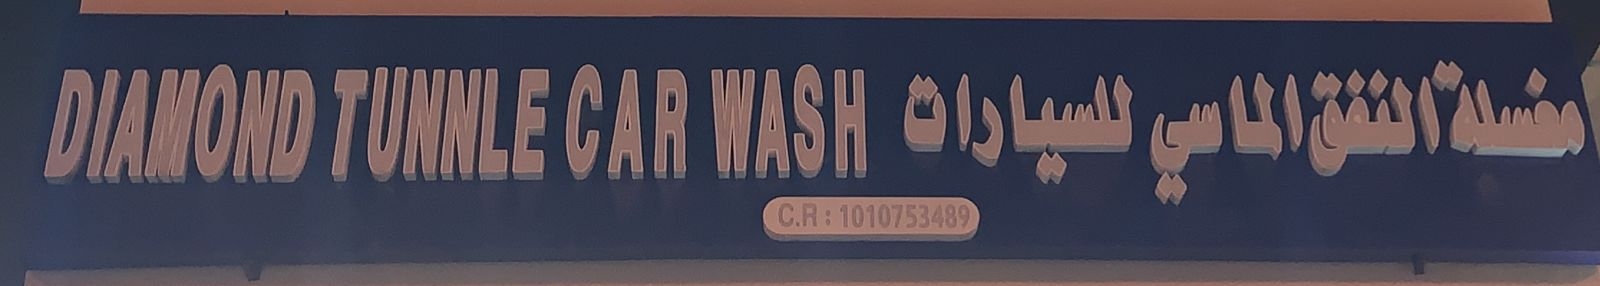 DIAMOND TUNNLE CAR WASH مغسلة النفق الماسي للسيارات
C.R : 1010753489